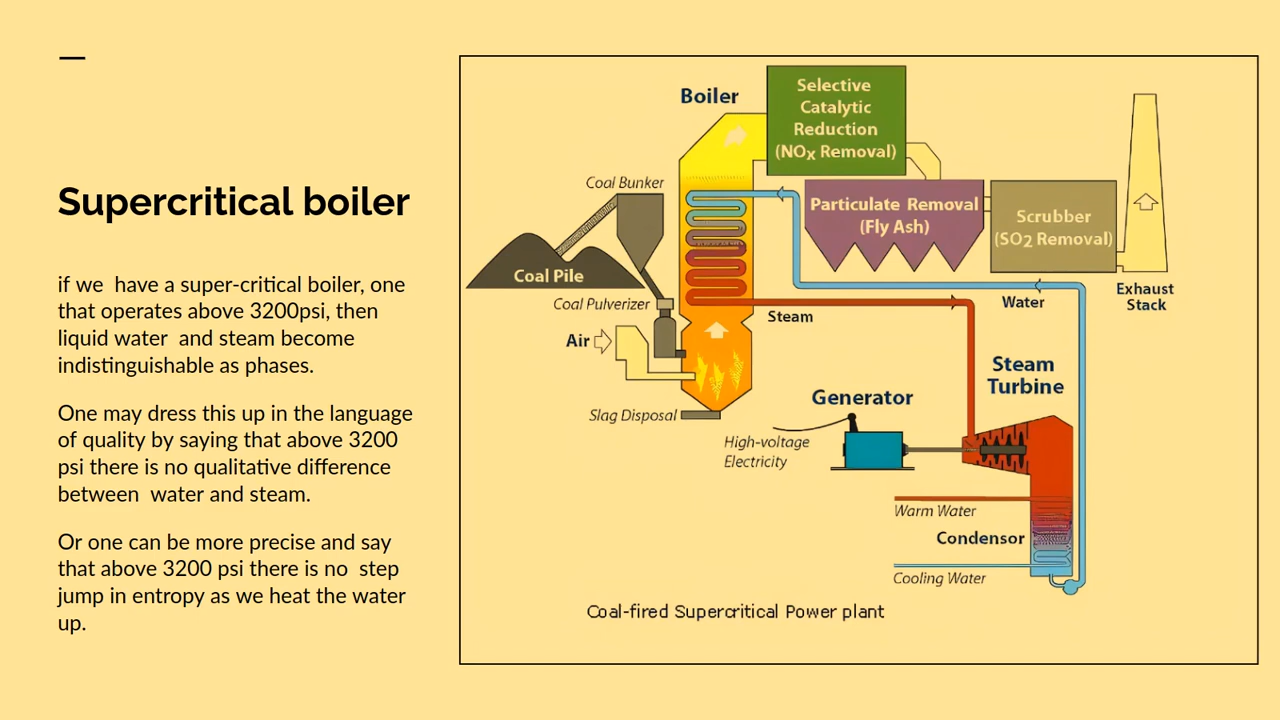 Supercritical boiler
if we  have a super-critical boiler, one
that operates above 3200psi, then
liquid water  and steam become
indistinguishable as phases.
One may dress this up in the language
of quality by saying that above 3200
psi there is no qualitative difference
between  water and steam.
Or one can be more precise and say
that above 3200 psi there is no  step
jump in entropy as we heat the water
up.
Boiler
Selective
Catalytic
Reduction
(NOx Removal)
Coal Bunker
Particulate Removal
(Fly Ash)
Scrubber
(SO2 Removal)
Coal Pile
Exhaust
Stack
Coal Pulverizer
Water
Steam
Air
Steam
Turbine
Generator
Slag Disposal
High-voltage
Electricity
Warm Water
Condensor
Cooling Water
Coal-fired Supercritical Power plant